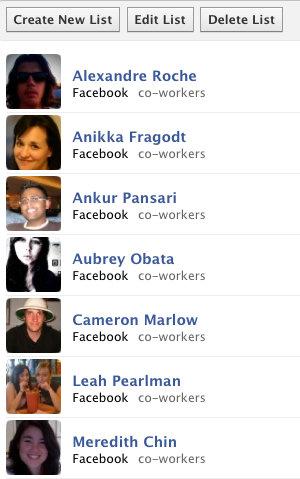 Create New List Edit List Delete List
Alexandre Roche
Facebook co-workers
Anikka Fragodt
Facebook co-workers
Ankur Pansari
Facebook co-workers
Aubrey Obata
Facebook co-workers
Cameron Marlow
Facebook co-workers
Leah Pearlman
Facebook co-workers
Meredith Chin
Facebook co-workers